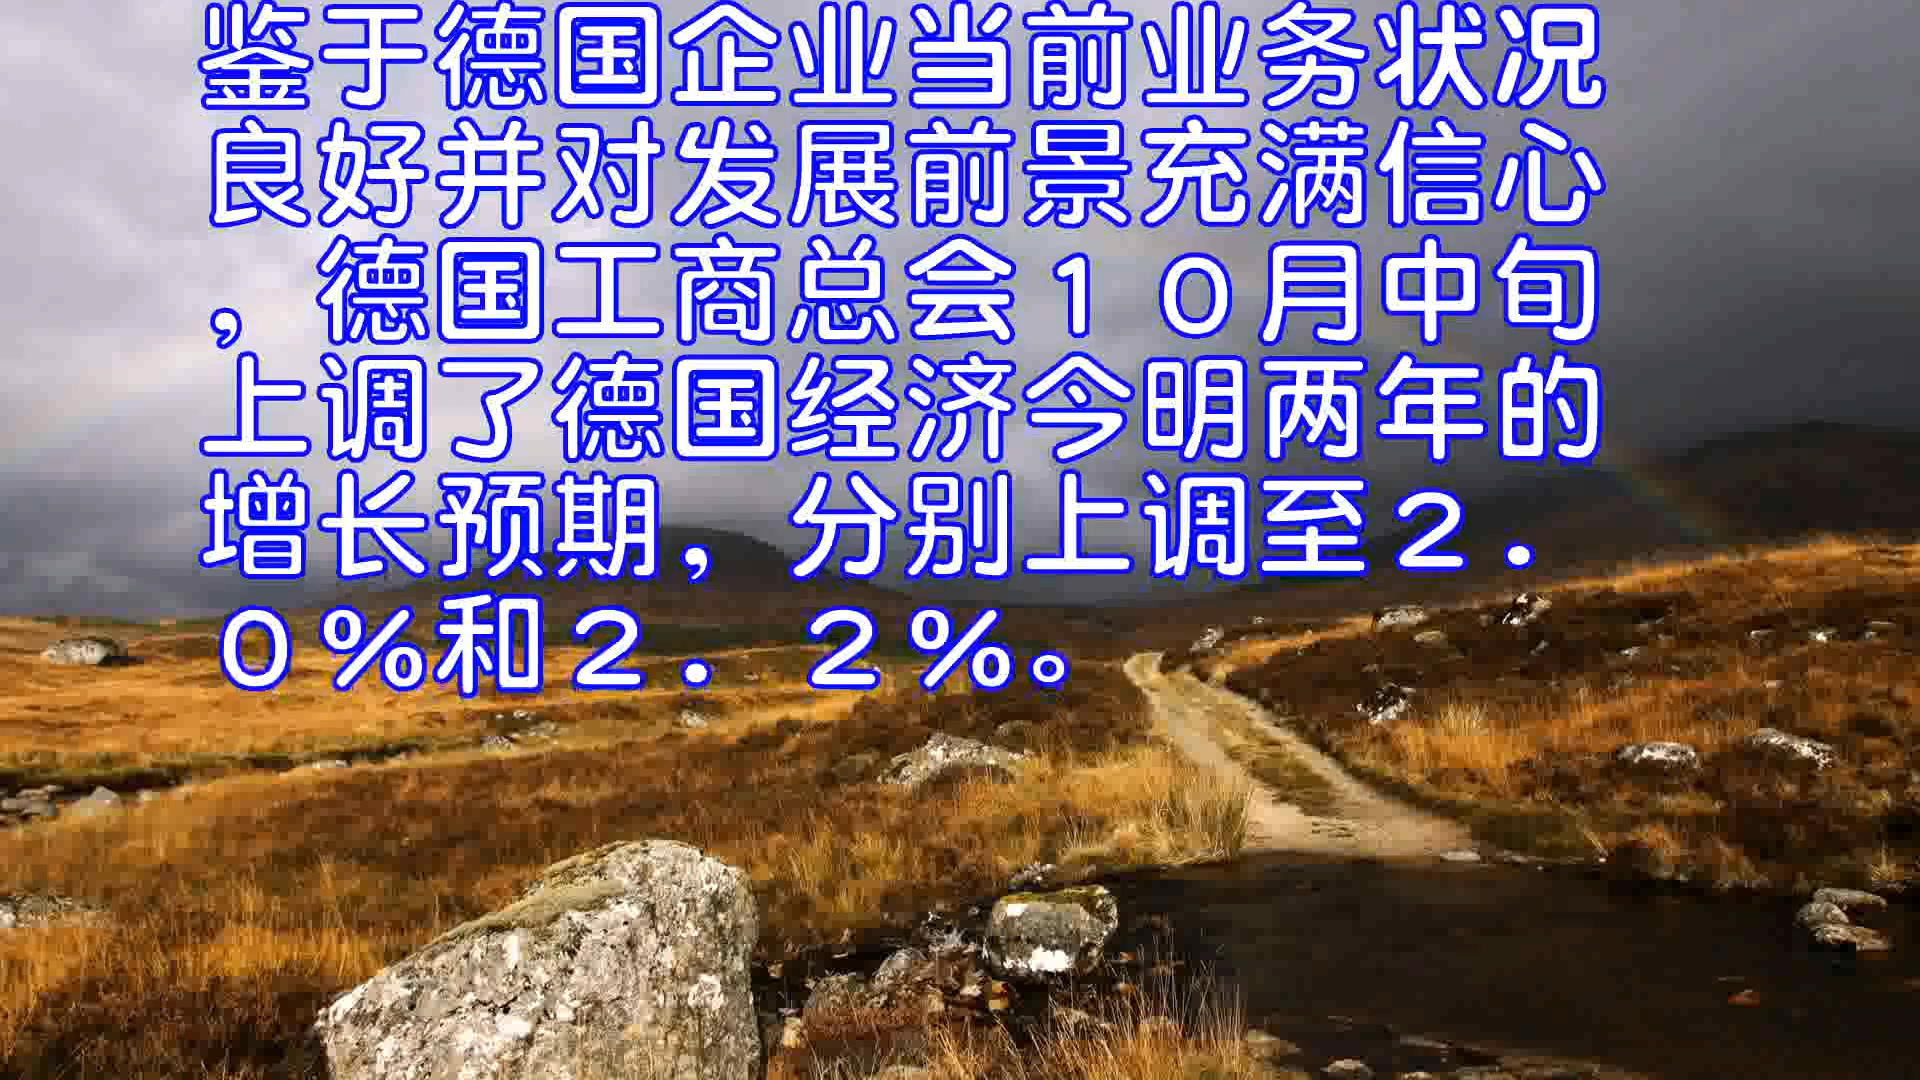 鉴于德国企业当前业务状况
良好并对发展前景充满信心
，德国工商总会１０月中旬
上调了德国经济今明两年的
增长预期，分别上调至２．
０％和２．２％。